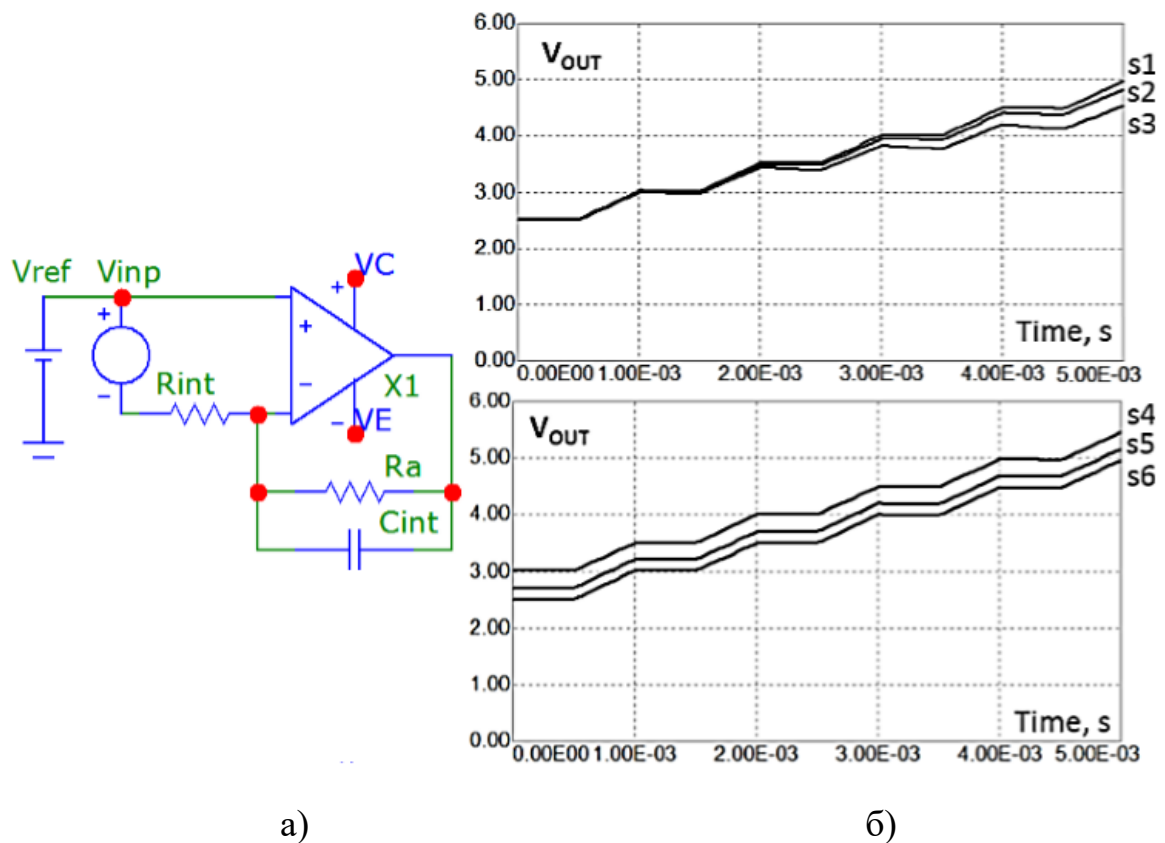 Vref Vinp
VC
+
+
+
-
-
Rint
X1
-
VE
Ra
Cint
6.00
VOUT
5.00
4.00
3.00
2.00
1.00
0.00
s1
s2
s3
Time, s
0.00E00 1.00E-03 2.00E-03 3.00E-03 4.00E-03 5.00E-03
6.00
VOUT
5.00
4.00
3.00
2.00
1.00
0.00
s4
s5
s6
Time, s
0.00E00 1.00E-03 2.00E-03 3.00E-03 4.00E-03 5.00E-03
а) б)